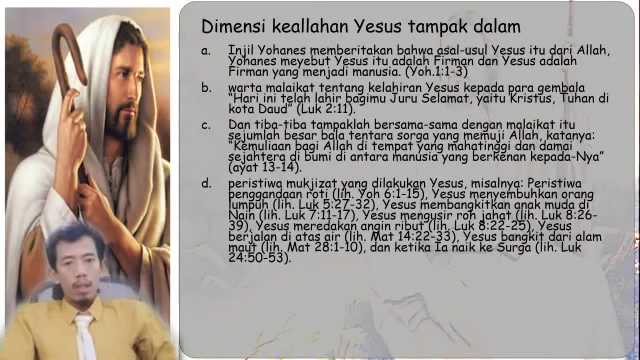 Dimensi keallahan Yesus tampak dalam
a. Injil Yohanes memberitakan bahwa asal-usul Yesus itu dari Allah,
Yohanes meyebut Yesus itu adalah Firman dan Yesus adalah
Firman yang menjadi manusia. (Yoh.1:1-3)
b. warta malaikat tentang kelahiran Yesus kepada para gembala
"Hari ini telah lahir bagimu Juru Selamat, yaitu Kristus, Tuhan di
kota Daud" (Luk 2:11).
c. Dan tiba-tiba tampaklah bersama-sama dengan malaikat itu
sejumlah besar bala tentara sorga yang memuji Allah, katanya:
"Kemuliaan bagi Allah di tempat yang mahatinggi dan damai
sejahtera di bumi di antara manusia yang berkenan kepada-Nya"
(ayat 13-14).
d. peristiwa mukjizat yang dilakukan Yesus, misalnya: Peristiwa
penggandaan roti (lih. Yoh 6:1-15), Yesus menyembuhkan orang
lumpuh (lih. Luk 5:27-32), Yesus membangkitkan anak muda di
Nain (lih. Luk 7:11-17), Yesus mengusir roh jahat (lih. Luk 8:26-
39), Yesus meredakan angin ribut (lih. Luk 8:22-25), Yesus
berjalan di atas air (lih. Mat 14:22-33), Yesus bangkit dari alam
maut (lih. Mat 28:1-10), dan ketika Ia naik ke Surga (lih. Luk
24:50-53).